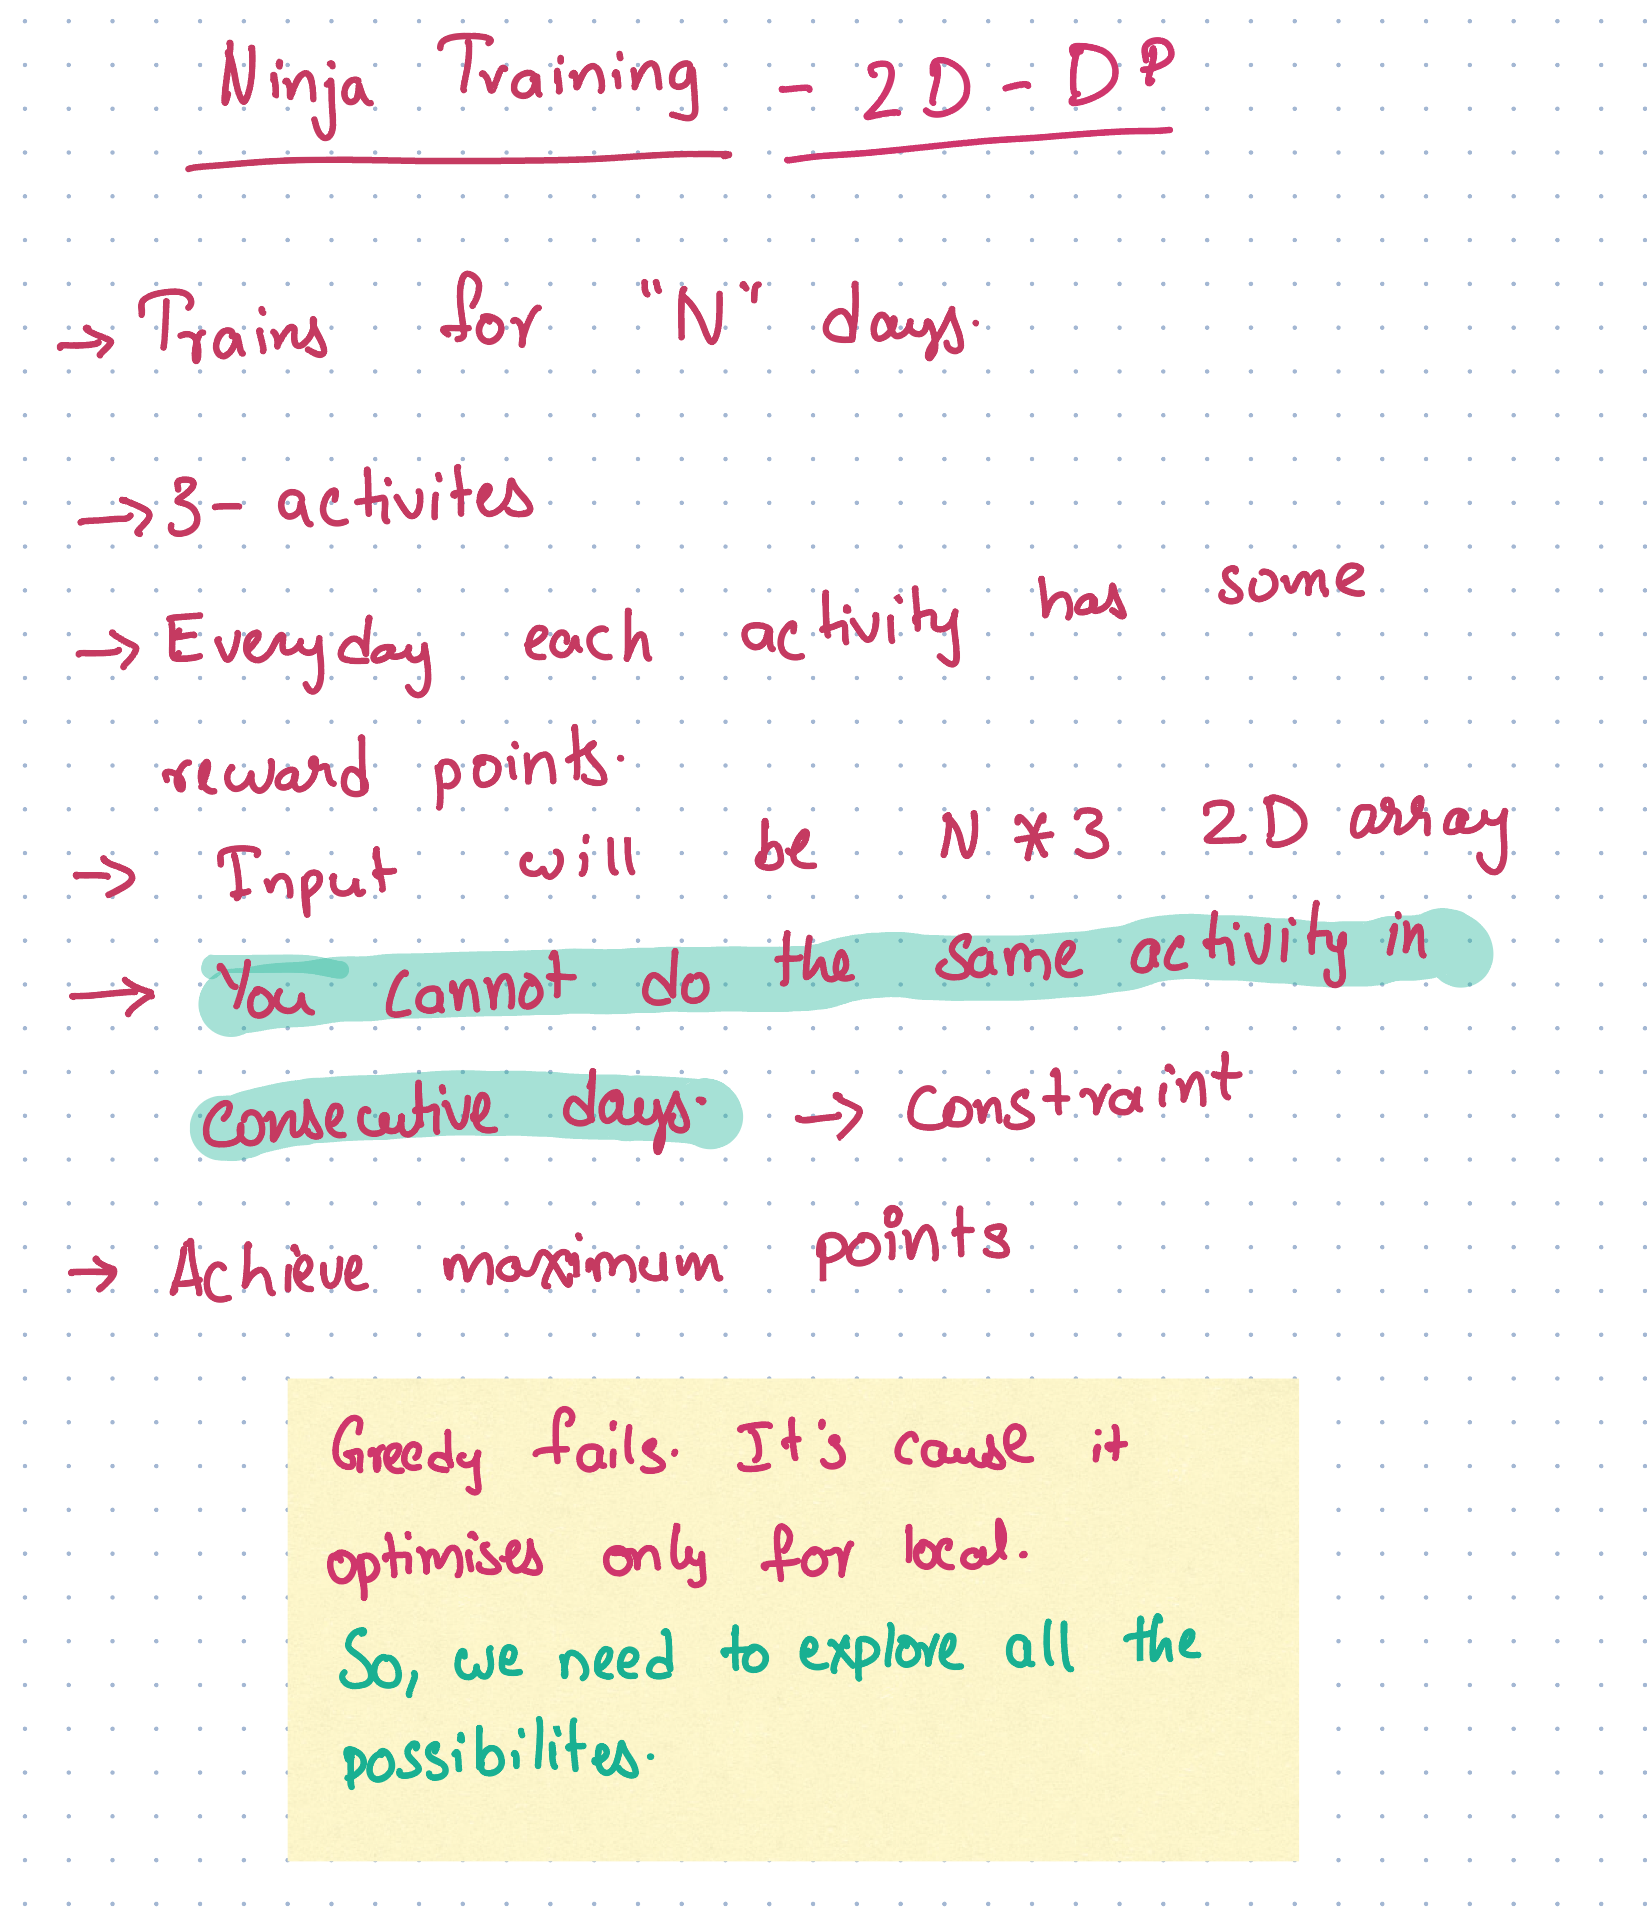 Ninja Training - 2D - DP
→ Trains for "N" days.
→ 3 - activites
→ Everyday each activity has some
reward points.
→ Input will be N * 3 2D array
→ You cannot do the same activity in
consecutive days. → Constraint
→ Achieve maximum points
Greedy fails. It's cause it
optimises only for local.
So, we need to explore all the
possibilites.